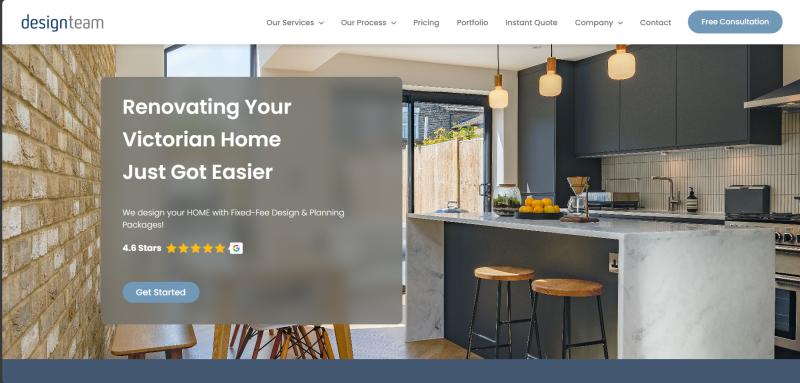 designteam
Our Services
Our Process
Pricing
Portfolio
Instant Quote
Company
Contact
Free Consultation
Renovating Your
Victorian Home
Just Got Easier
We design your HOME with Fixed-Fee Design & Planning
Packages!
4.6 Stars
G
Get Started